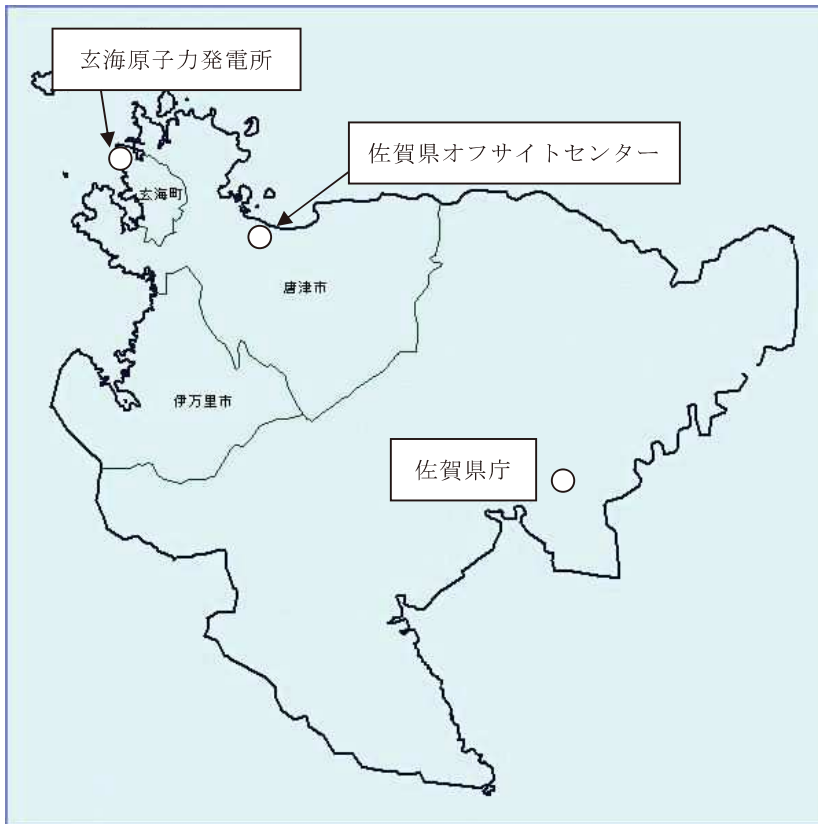 玄海原子力発電所
佐賀県オフサイトセンター
玄海町
唐津市
伊万里市
佐賀県庁